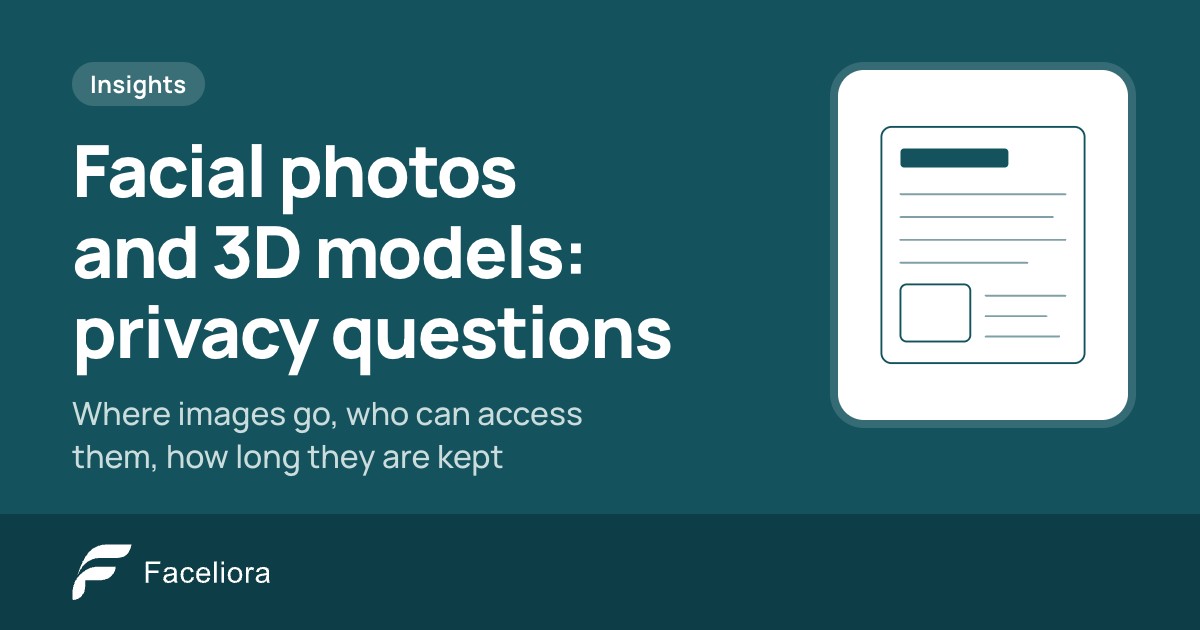 Insights
Facial photos
and 3D models:
privacy questions
Where images go, who can access
them, how long they are kept
Faceliora